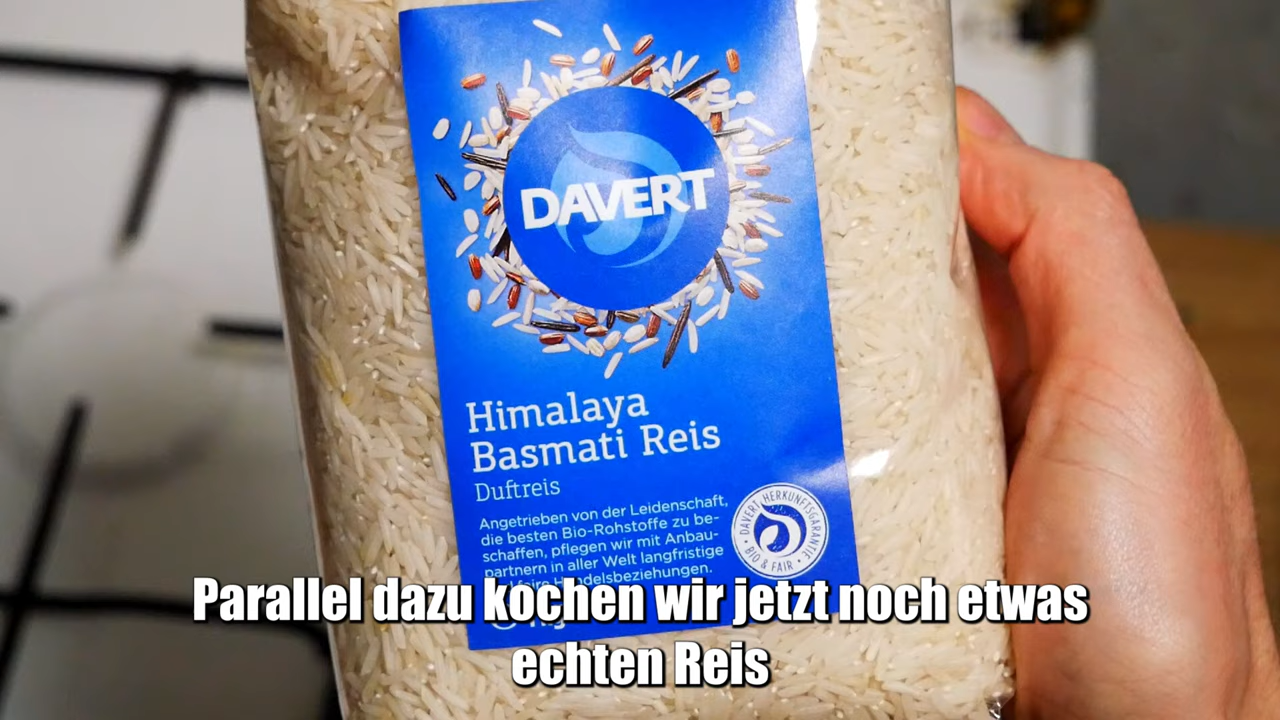 DAVERT
Himalaya
Basmati Reis
Duftreis
Angetrieben von der Leidenschaft,
die besten Bio-Rohstoffe zu be-
schaffen, pflegen wir mit Anbau-
partnern in aller Welt langfristige
faire Handelsbeziehungen.
DAVERT HERKUNFTSGARANTIE
BIO & FAIR
Parallel dazu kochen wir jetzt noch etwas
echten Reis